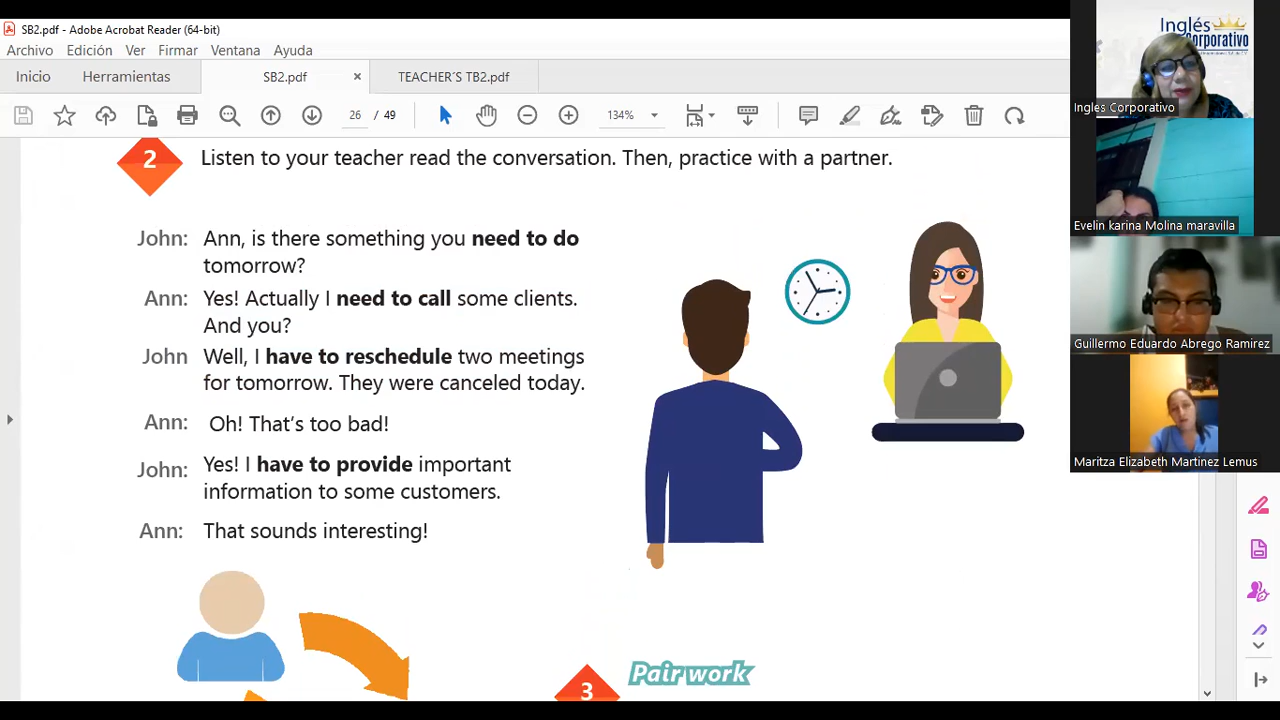 SB2.pdf - Adobe Acrobat Reader (64-bit)
Archivo Edición Ver Firmar Ventana Ayuda
Inicio Herramientas SB2.pdf × TEACHER´S TB2.pdf
26 / 49 134%
2 Listen to your teacher read the conversation. Then, practice with a partner.
John: Ann, is there something you need to do
tomorrow?
Ann: Yes! Actually I need to call some clients.
And you?
John Well, I have to reschedule two meetings
for tomorrow. They were canceled today.
Ann: Oh! That's too bad!
John: Yes! I have to provide important
information to some customers.
Ann: That sounds interesting!
3 Pair work
Inglés
Corporativo
Ingles Corporativo
Evelin karina Molina maravilla
Guillermo Eduardo Abrego Ramirez
Maritza Elizabeth Martinez Lemus